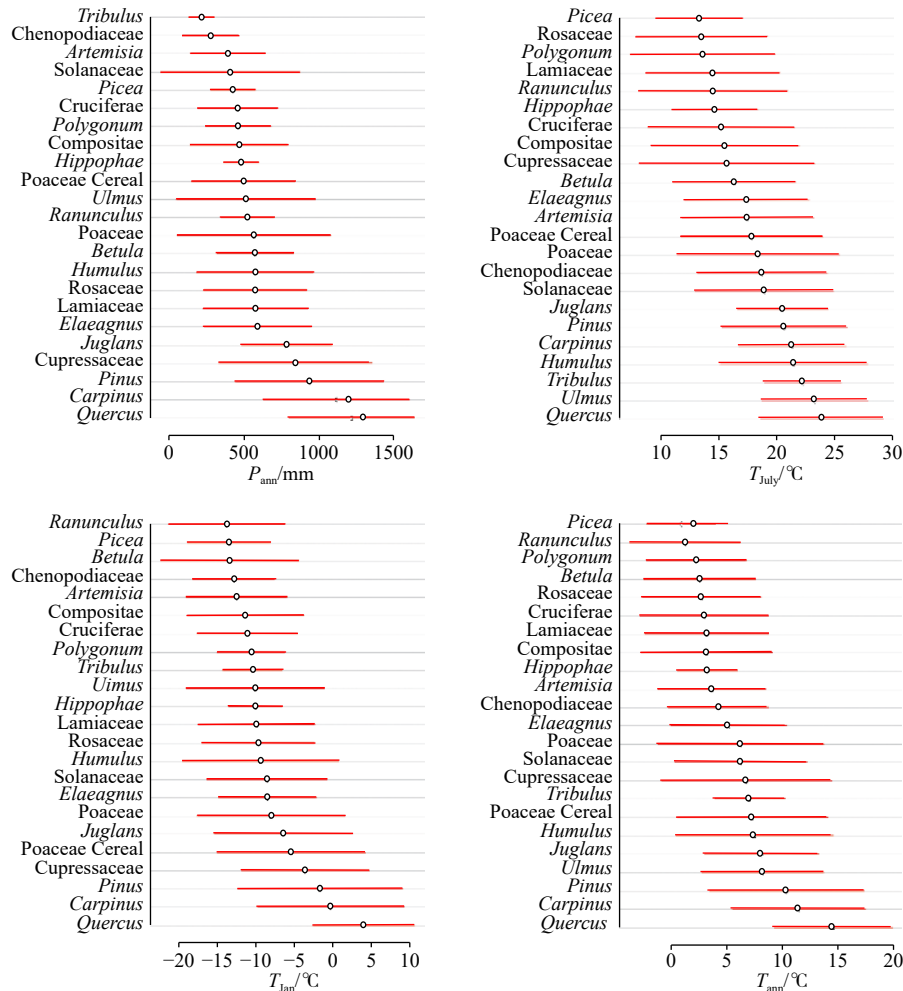 Tribulus
Chenopodiaceae
Artemisia
Solanaceae
Picea
Cruciferae
Polygonum
Compositae
Hippophae
Poaceae Cereal
Ulmus
Ranunculus
Poaceae
Betula
Humulus
Rosaceae
Lamiaceae
Elaeagnus
Juglans
Cupressaceae
Pinus
Carpinus
Quercus
0 500 1000 1500
P_ann/mm
Picea
Rosaceae
Polygonum
Lamiaceae
Ranunculus
Hippophae
Cruciferae
Compositae
Cupressaceae
Betula
Elaeagnus
Artemisia
Poaceae Cereal
Poaceae
Chenopodiaceae
Solanaceae
Juglans
Pinus
Carpinus
Humulus
Tribulus
Ulmus
Quercus
10 15 20 25 30
T_July/℃
Ranunculus
Picea
Betula
Chenopodiaceae
Artemisia
Compositae
Cruciferae
Polygonum
Tribulus
Uimus
Hippophae
Lamiaceae
Rosaceae
Humulus
Solanaceae
Elaeagnus
Poaceae
Juglans
Poaceae Cereal
Cupressaceae
Pinus
Carpinus
Quercus
−20 −15 −10 −5 0 5 10
T_Jan/℃
Picea
Ranunculus
Polygonum
Betula
Rosaceae
Cruciferae
Lamiaceae
Compositae
Hippophae
Artemisia
Chenopodiaceae
Elaeagnus
Poaceae
Solanaceae
Cupressaceae
Tribulus
Poaceae Cereal
Humulus
Juglans
Ulmus
Pinus
Carpinus
Quercus
0 5 10 15 20
T_ann/℃